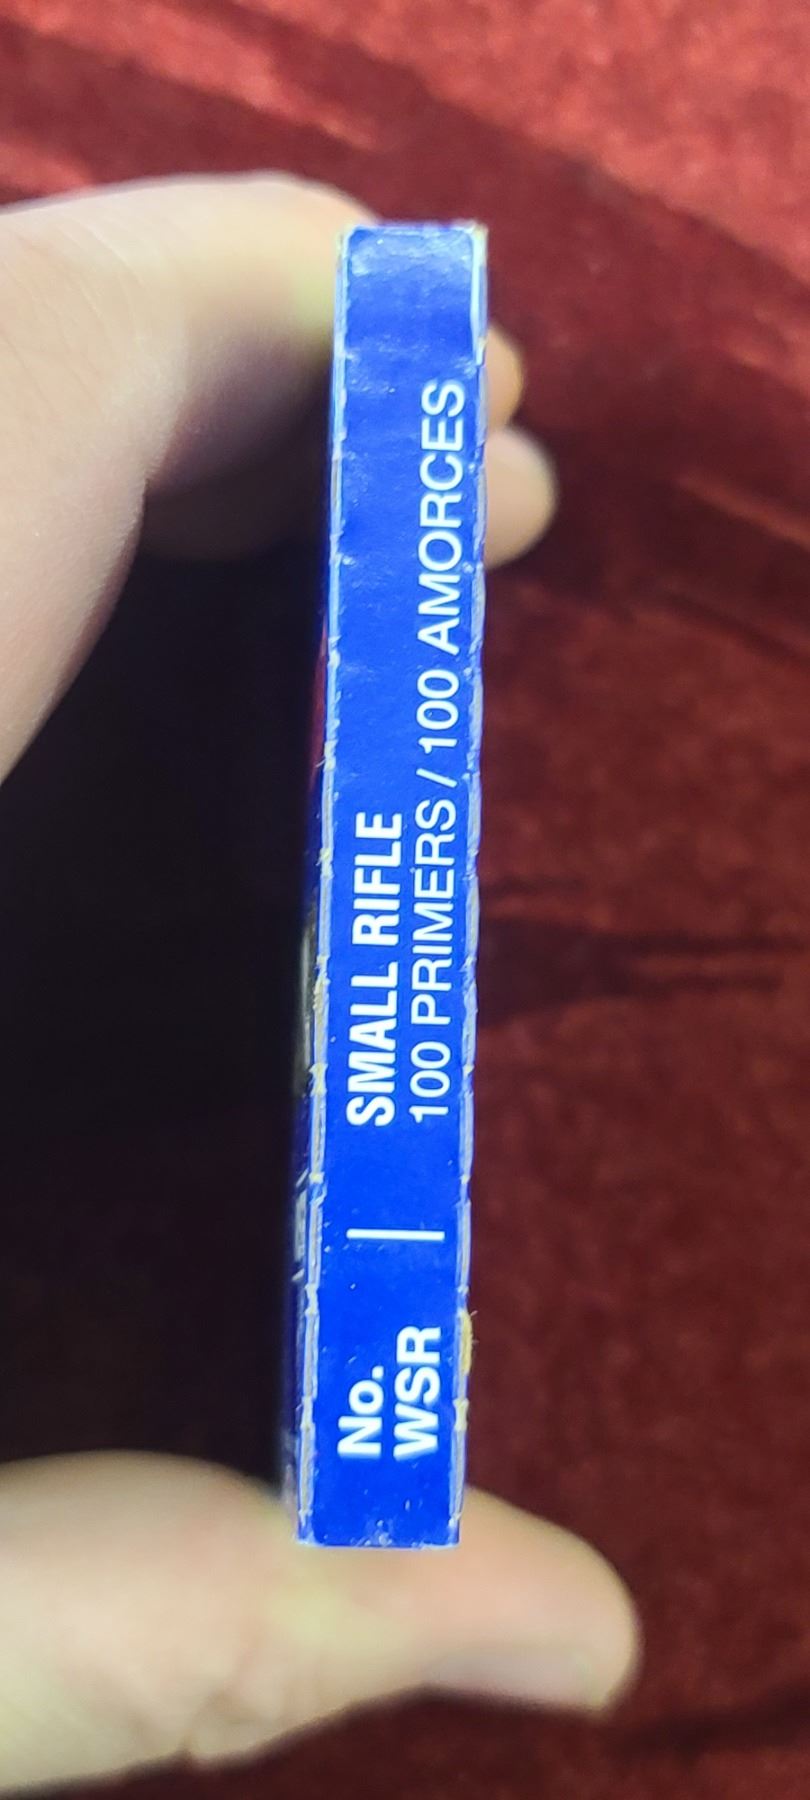 No.
WSR
SMALL RIFLE
100 PRIMERS / 100 AMORCES